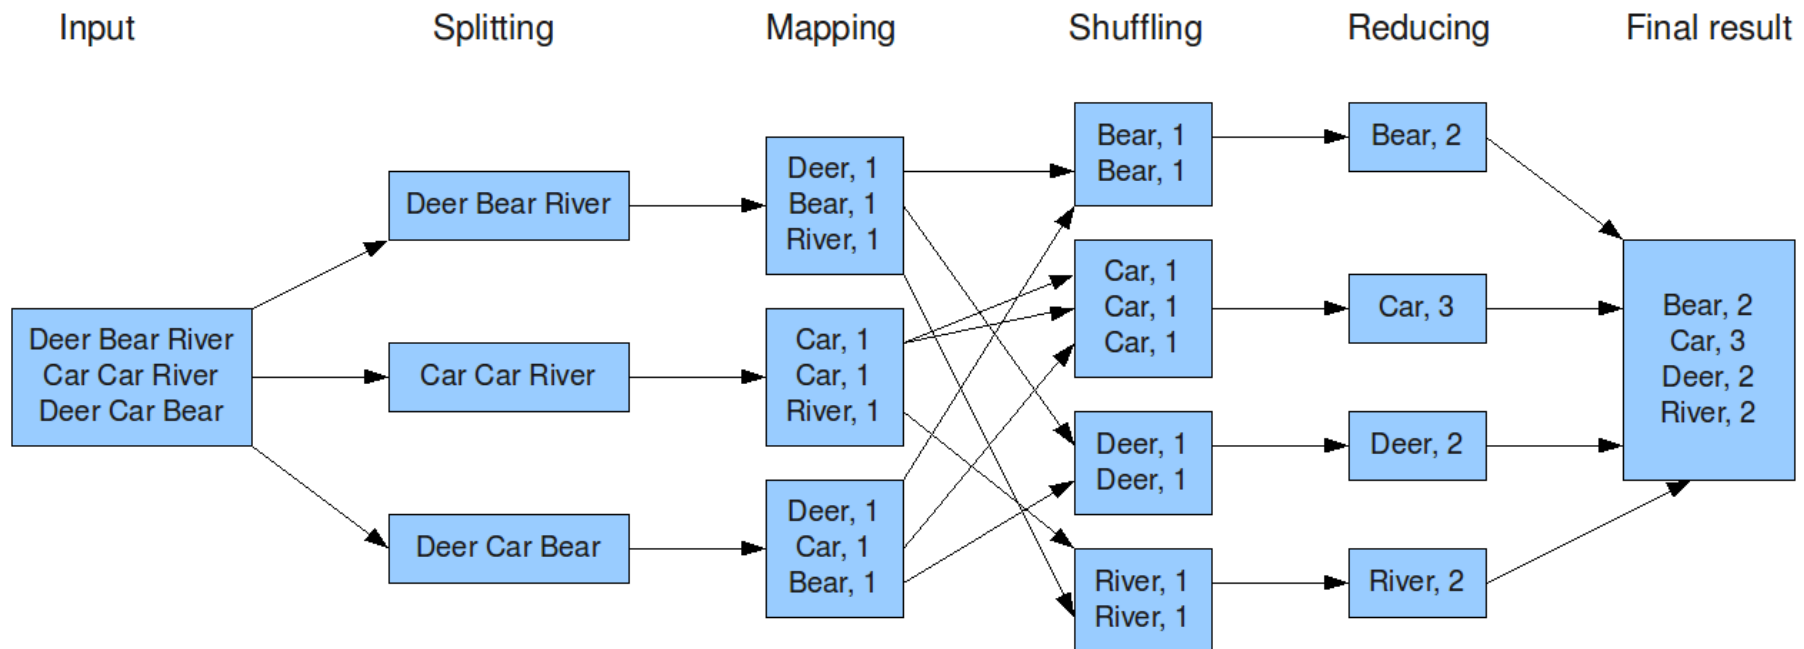 Input
Splitting
Mapping
Shuffling
Reducing
Final result
Deer Bear River
Car Car River
Deer Car Bear
Deer Bear River
Car Car River
Deer Car Bear
Deer, 1
Bear, 1
River, 1
Car, 1
Car, 1
River, 1
Deer, 1
Car, 1
Bear, 1
Bear, 1
Bear, 1
Car, 1
Car, 1
Car, 1
Deer, 1
Deer, 1
River, 1
River, 1
Bear, 2
Car, 3
Deer, 2
River, 2
Bear, 2
Car, 3
Deer, 2
River, 2